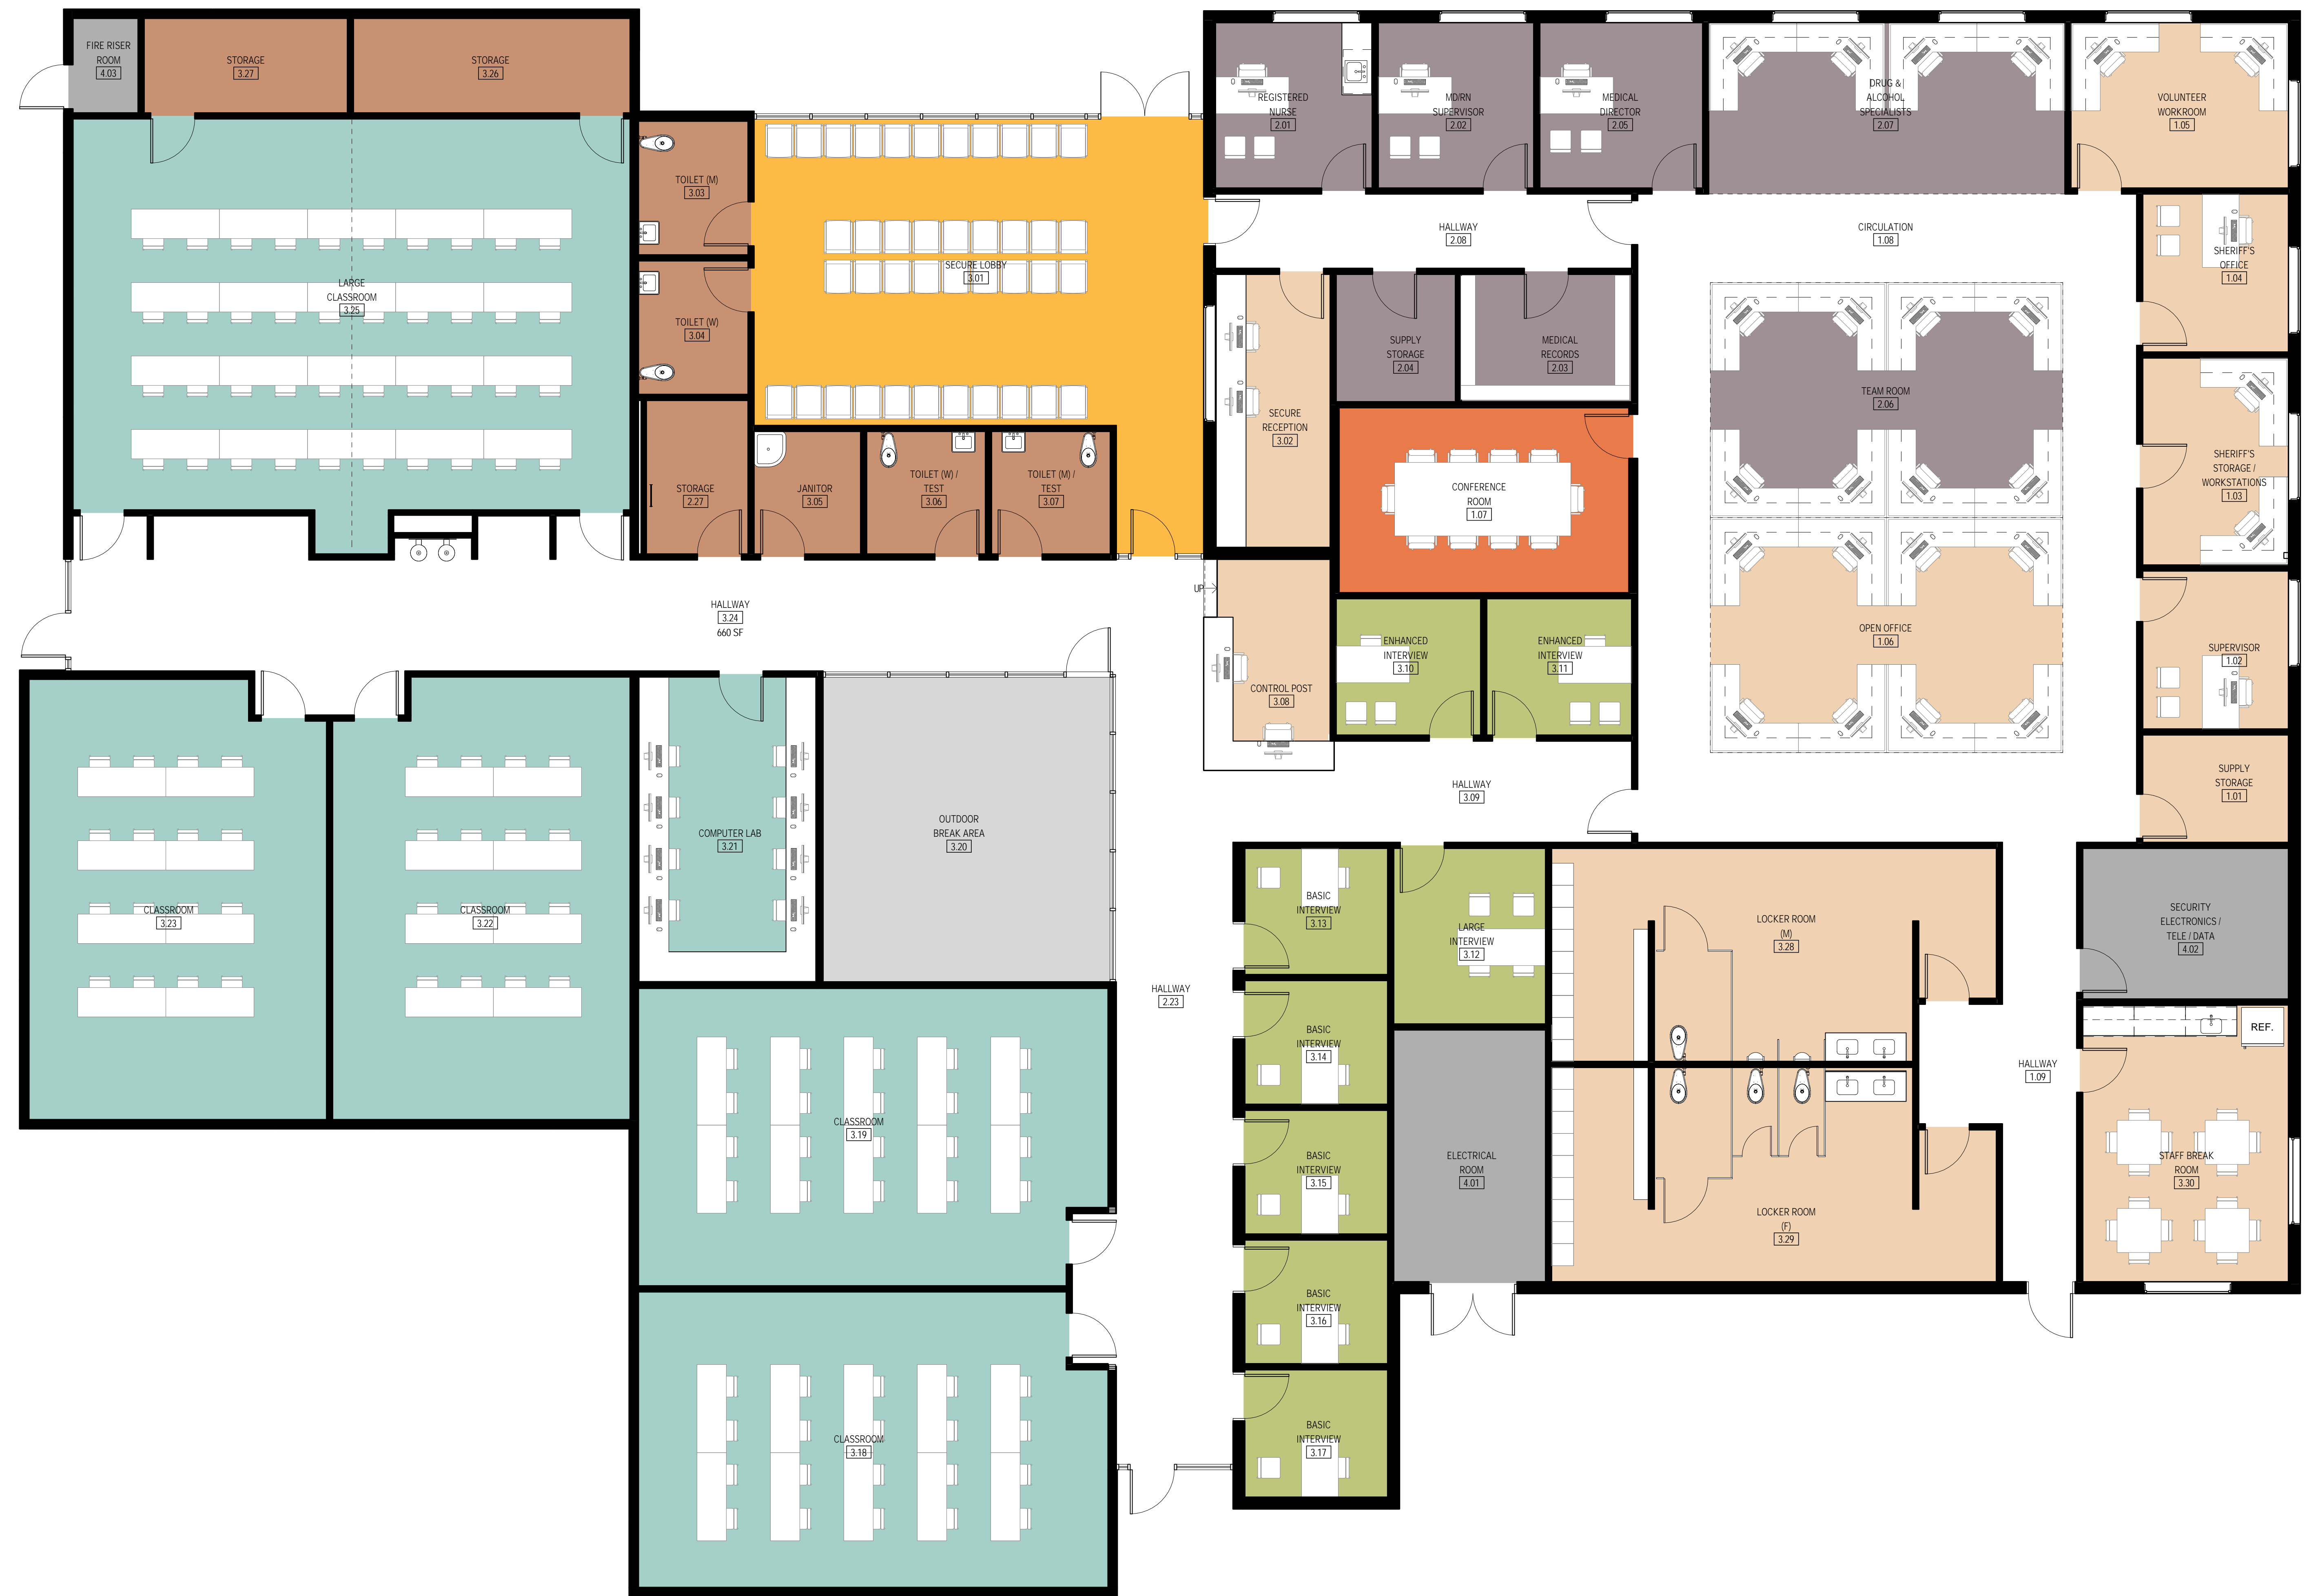 FIRE RISER
ROOM
4.03
STORAGE
3.27
STORAGE
3.26
TOILET (M)
3.03
TOILET (W)
3.04
LARGE
CLASSROOM
3.25
SECURE LOBBY
3.01
REGISTERED
NURSE
2.01
MD/RN
SUPERVISOR
2.02
MEDICAL
DIRECTOR
2.05
DRUG &
ALCOHOL
SPECIALISTS
2.07
VOLUNTEER
WORKROOM
1.05
HALLWAY
2.08
CIRCULATION
1.08
SHERIFF'S
OFFICE
1.04
SUPPLY
STORAGE
2.04
MEDICAL
RECORDS
2.03
SECURE
RECEPTION
3.02
TEAM ROOM
2.06
SHERIFF'S
STORAGE /
WORKSTATIONS
1.03
STORAGE
2.27
JANITOR
3.05
TOILET (W) /
TEST
3.06
TOILET (M) /
TEST
3.07
CONFERENCE
ROOM
1.07
UP
HALLWAY
3.24
660 SF
CONTROL POST
3.08
ENHANCED
INTERVIEW
3.10
ENHANCED
INTERVIEW
3.11
OPEN OFFICE
1.06
SUPERVISOR
1.02
HALLWAY
3.09
SUPPLY
STORAGE
1.01
COMPUTER LAB
3.21
OUTDOOR
BREAK AREA
3.20
CLASSROOM
3.23
CLASSROOM
3.22
HALLWAY
2.23
BASIC
INTERVIEW
3.13
LARGE
INTERVIEW
3.12
LOCKER ROOM
(M)
3.28
SECURITY
ELECTRONICS /
TELE / DATA
4.02
BASIC
INTERVIEW
3.14
REF.
HALLWAY
1.09
CLASSROOM
3.19
BASIC
INTERVIEW
3.15
ELECTRICAL
ROOM
4.01
STAFF BREAK
ROOM
3.30
LOCKER ROOM
(F)
3.29
BASIC
INTERVIEW
3.16
CLASSROOM
3.18
BASIC
INTERVIEW
3.17